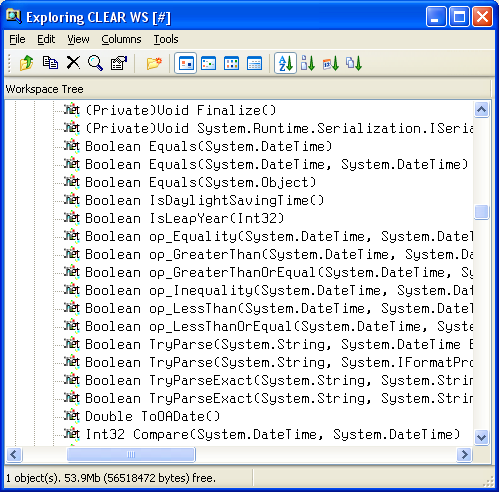 Exploring CLEAR WS [#]
File Edit View Columns Tools
Workspace Tree
.net (Private)Void Finalize()
.net (Private)Void System.Runtime.Serialization.ISeria
.net Boolean Equals(System.DateTime)
.net Boolean Equals(System.DateTime, System.DateTime)
.net Boolean Equals(System.Object)
.net Boolean IsDaylightSavingTime()
.net Boolean IsLeapYear(Int32)
.net Boolean op_Equality(System.DateTime, System.DateT
.net Boolean op_GreaterThan(System.DateTime, System.Da
.net Boolean op_GreaterThanOrEqual(System.DateTime, Sy
.net Boolean op_Inequality(System.DateTime, System.Dat
.net Boolean op_LessThan(System.DateTime, System.DateT
.net Boolean op_LessThanOrEqual(System.DateTime, Syste
.net Boolean TryParse(System.String, System.DateTime B
.net Boolean TryParse(System.String, System.IFormatPro
.net Boolean TryParseExact(System.String, System.Strin
.net Boolean TryParseExact(System.String, System.Strin
.net Double ToOADate()
.net Int32 Compare(System.DateTime, System.DateTime)
1 object(s). 53.9Mb (56518472 bytes) free.